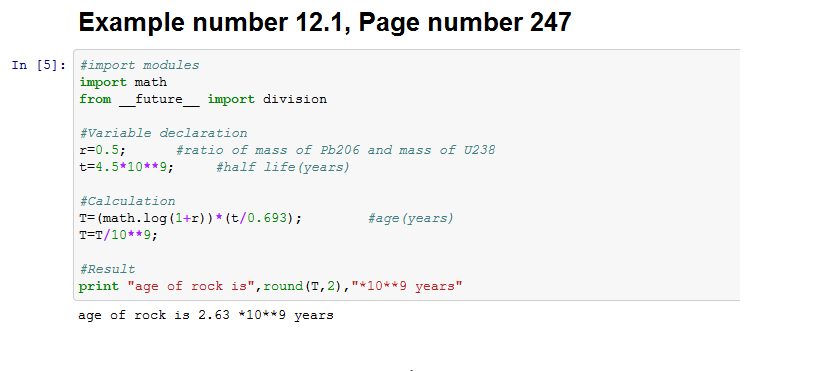 Example number 12.1, Page number 247
In [5]: #import modules
import math
from __future__ import division
#Variable declaration
r=0.5;       #ratio of mass of Pb206 and mass of U238
t=4.5*10**9;     #half life(years)
#Calculation
T=(math.log(1+r))*(t/0.693);        #age(years)
T=T/10**9;
#Result
print "age of rock is",round(T,2),"*10**9 years"
age of rock is 2.63 *10**9 years